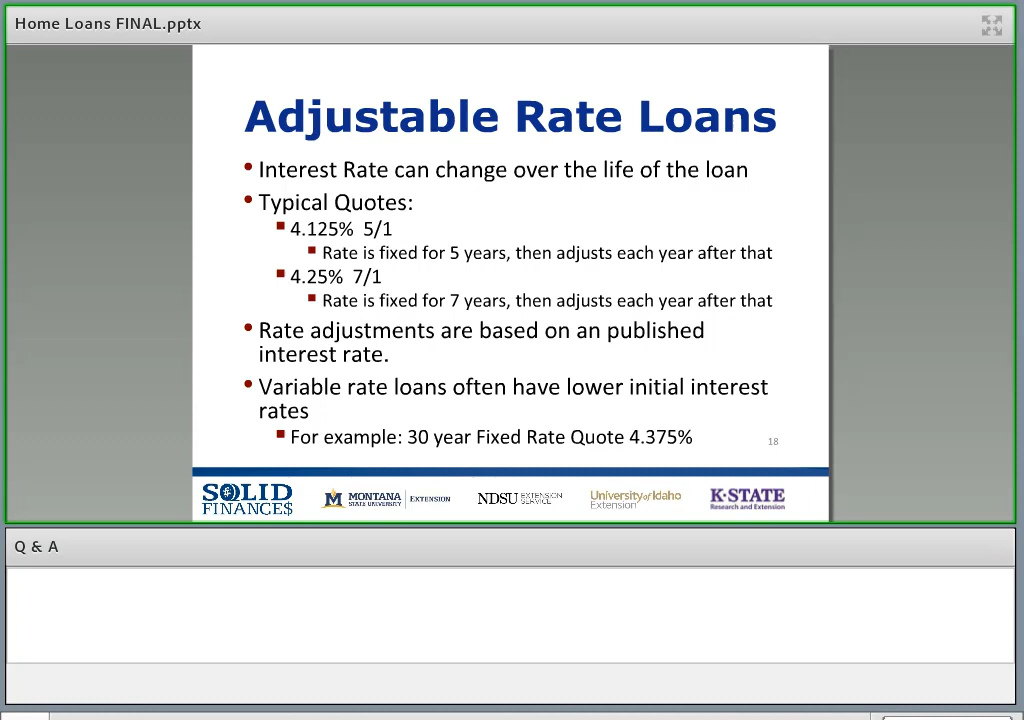 Home Loans FINAL.pptx
Adjustable Rate Loans
• Interest Rate can change over the life of the loan
• Typical Quotes:
▪ 4.125% 5/1
▪ Rate is fixed for 5 years, then adjusts each year after that
▪ 4.25% 7/1
▪ Rate is fixed for 7 years, then adjusts each year after that
• Rate adjustments are based on an published
interest rate.
• Variable rate loans often have lower initial interest
rates
▪ For example: 30 year Fixed Rate Quote 4.375%
18
SOLID
FINANCE$
M MONTANA
STATE UNIVERSITY
EXTENSION
NDSU EXTENSION
SERVICE
University of Idaho
Extension
K·STATE
Research and Extension
Q & A